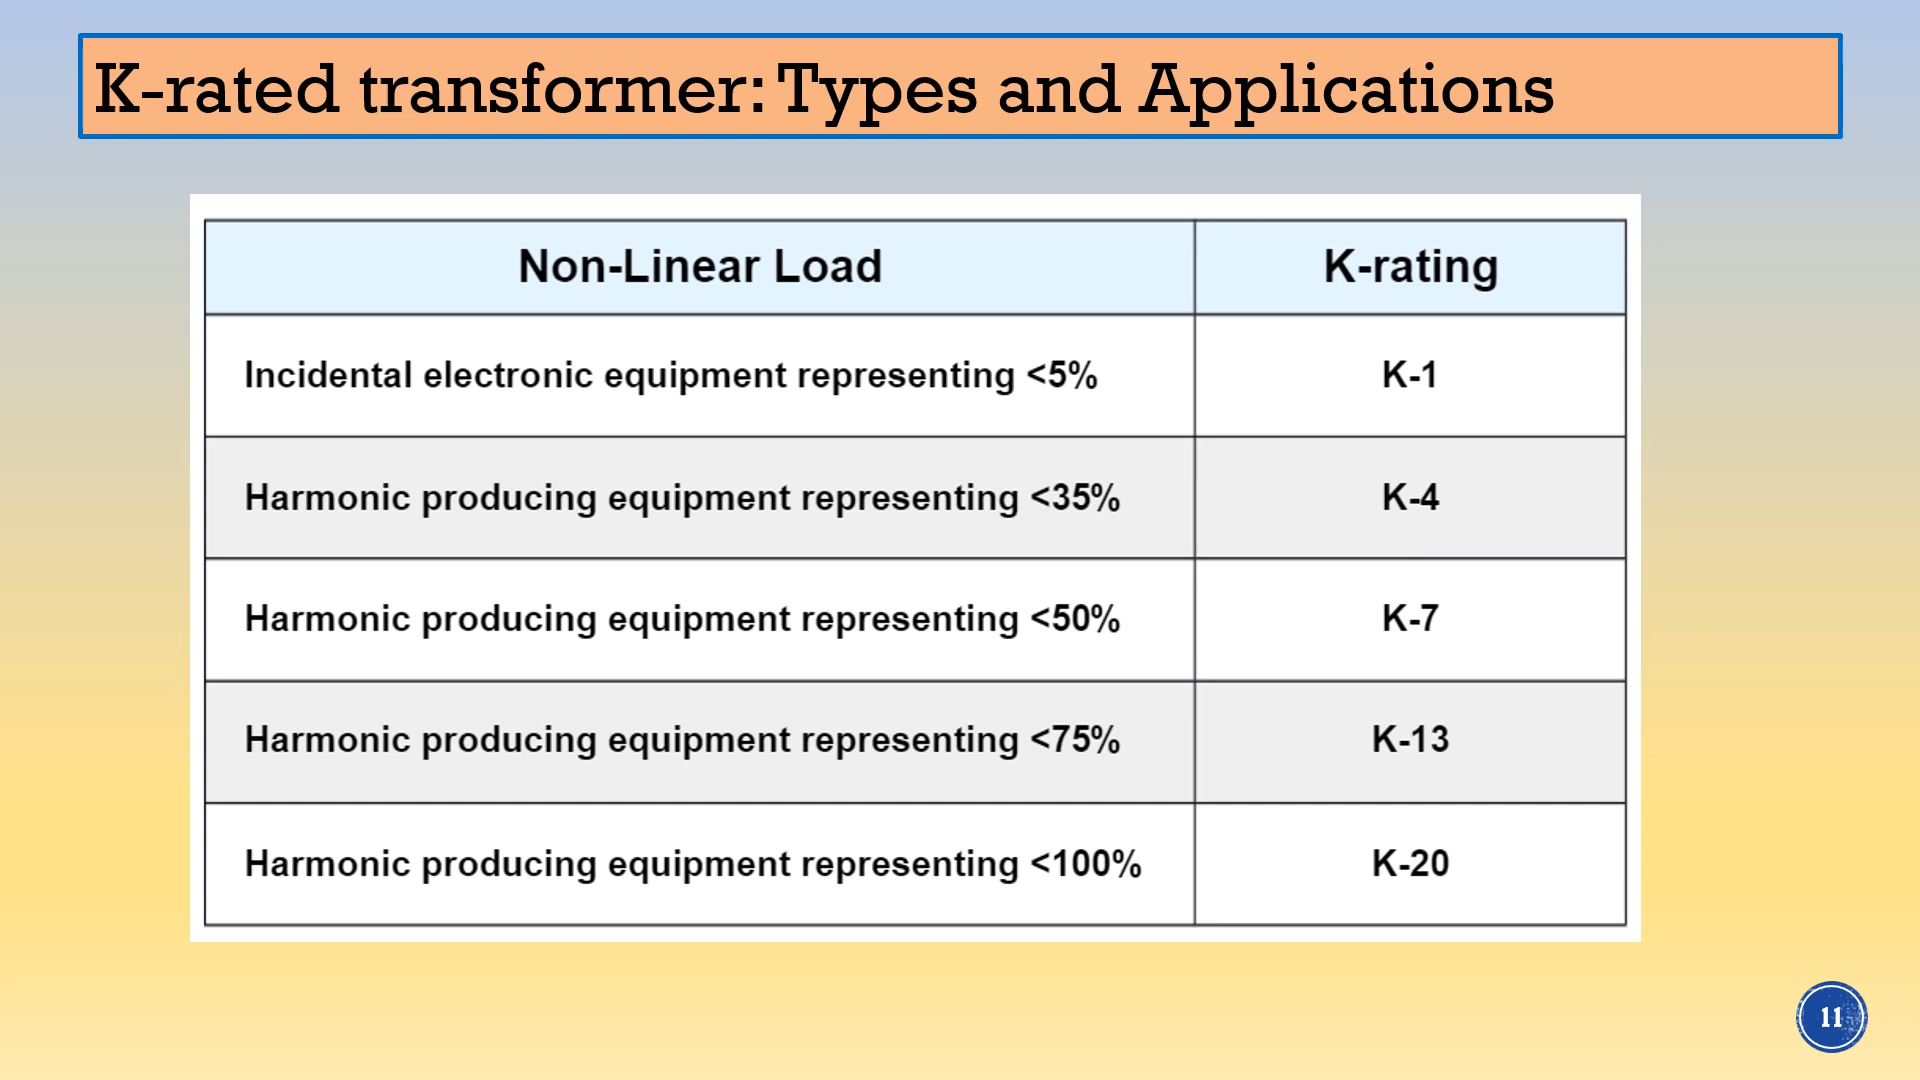 K-rated transformer: Types and Applications
Non-Linear Load K-rating
Incidental electronic equipment representing <5% K-1
Harmonic producing equipment representing <35% K-4
Harmonic producing equipment representing <50% K-7
Harmonic producing equipment representing <75% K-13
Harmonic producing equipment representing <100% K-20
11